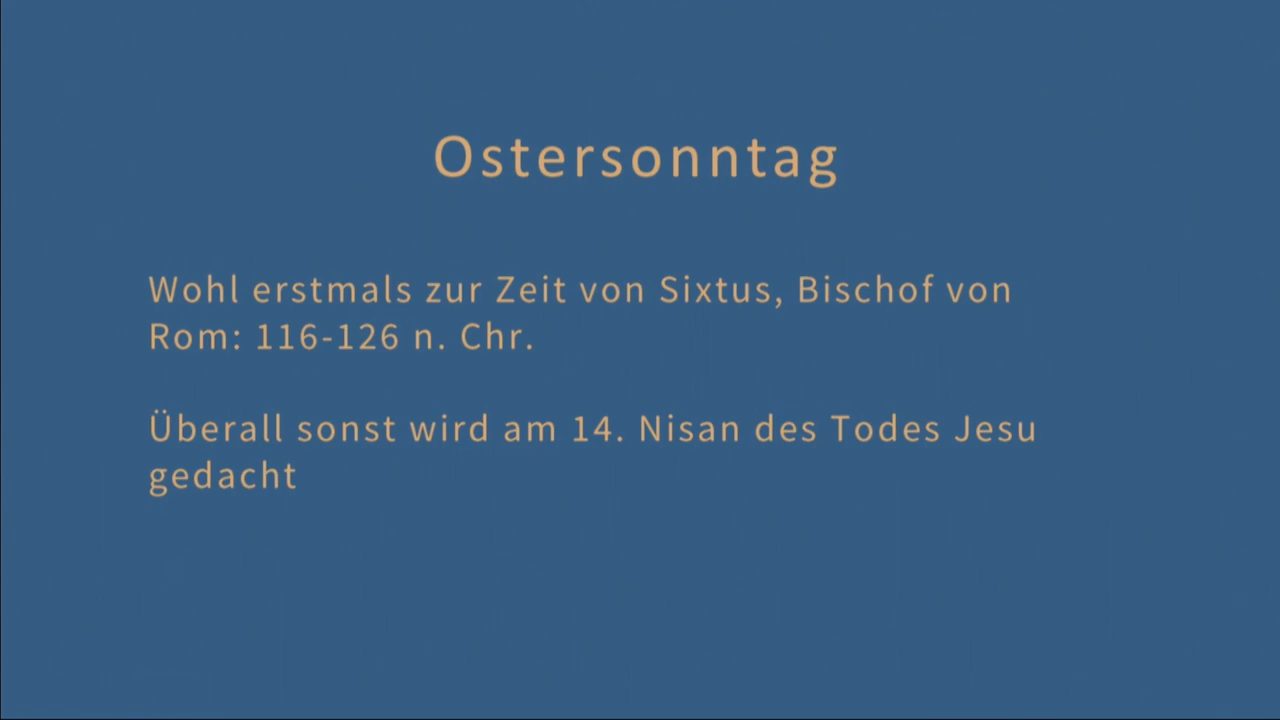 Ostersonntag
Wohl erstmals zur Zeit von Sixtus, Bischof von
Rom: 116-126 n. Chr.
Überall sonst wird am 14. Nisan des Todes Jesu
gedacht